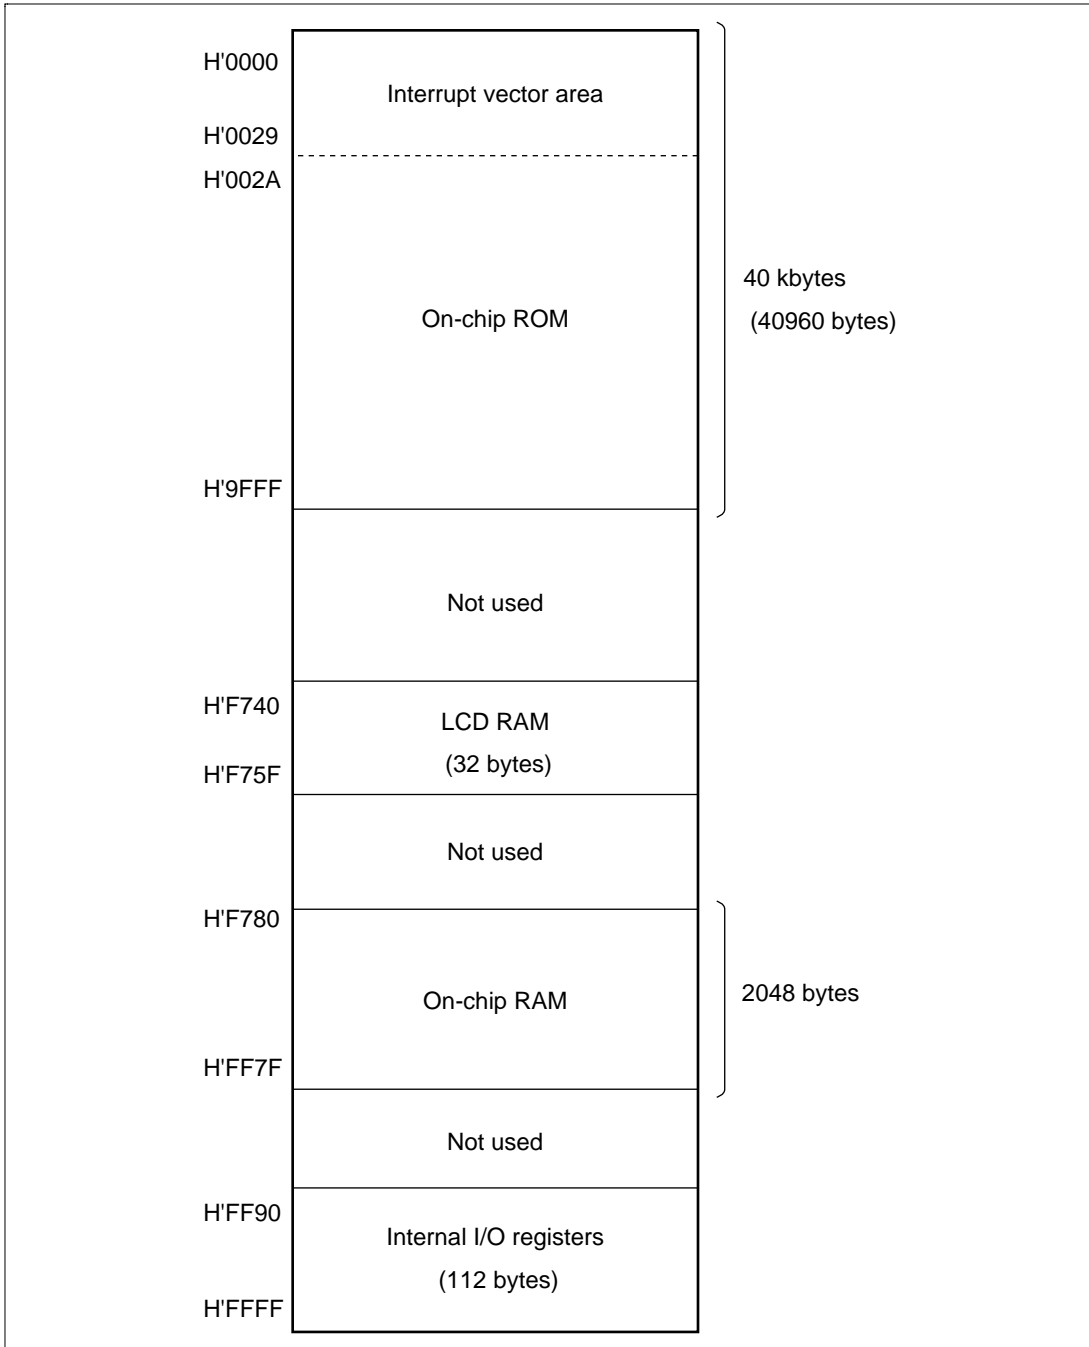 H'0000
Interrupt vector area
H'0029
H'002A
40 kbytes
(40960 bytes)
On-chip ROM
H'9FFF
Not used
H'F740
LCD RAM
(32 bytes)
H'F75F
Not used
H'F780
On-chip RAM
2048 bytes
H'FF7F
Not used
H'FF90
Internal I/O registers
(112 bytes)
H'FFFF